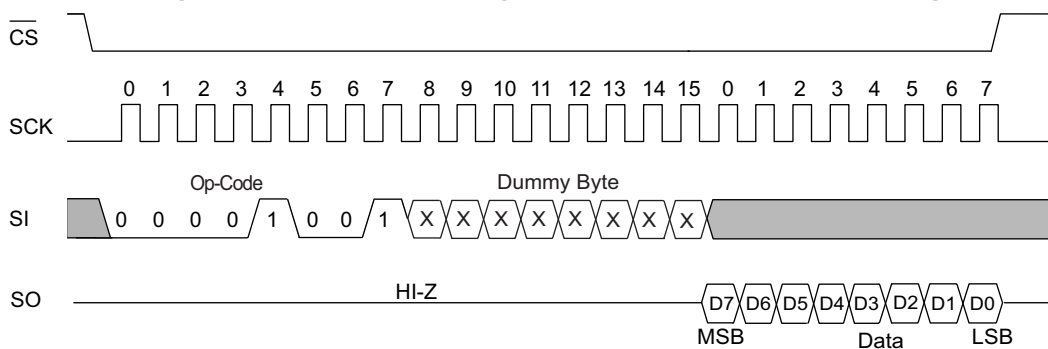 CS
0 1 2 3 4 5 6 7 8 9 10 11 12 13 14 15 0 1 2 3 4 5 6 7
SCK
Op-Code Dummy Byte
SI 0 0 0 0 1 0 0 1 X X X X X X X X
HI-Z
SO D7 D6 D5 D4 D3 D2 D1 D0
MSB Data LSB